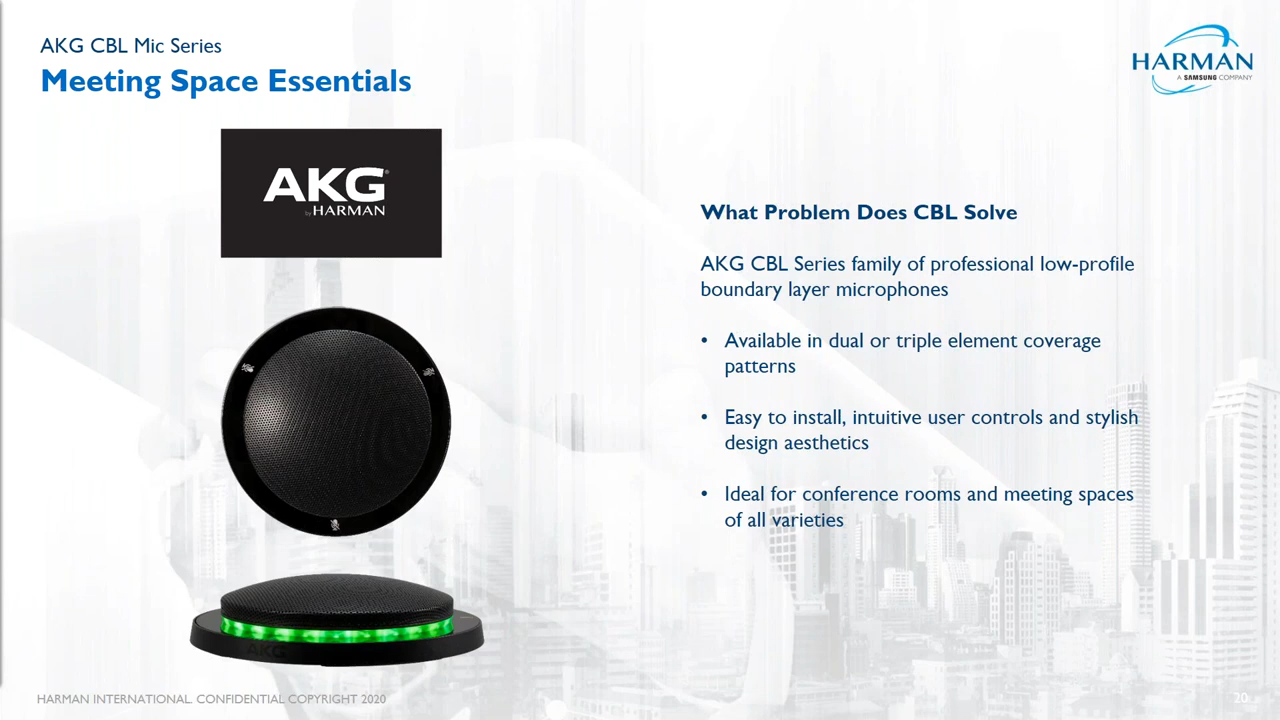 AKG CBL Mic Series
Meeting Space Essentials
HARMAN
A SAMSUNG COMPANY
AKG®
by HARMAN
What Problem Does CBL Solve
AKG CBL Series family of professional low-profile
boundary layer microphones
• Available in dual or triple element coverage
patterns
• Easy to install, intuitive user controls and stylish
design aesthetics
• Ideal for conference rooms and meeting spaces
of all varieties
AKG
HARMAN INTERNATIONAL. CONFIDENTIAL COPYRIGHT 2020
20